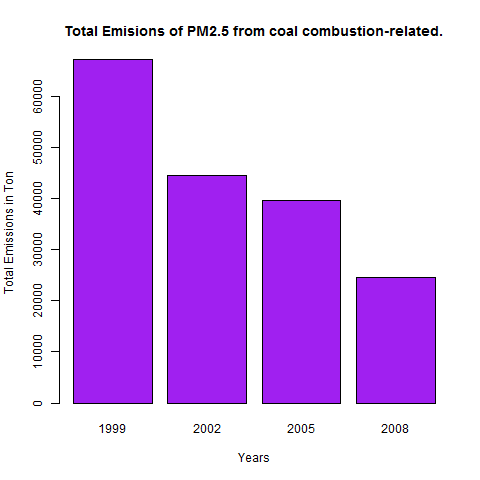 Total Emisions of PM2.5 from coal combustion-related.
Total Emissions in Ton
60000
50000
40000
30000
20000
10000
0
1999 2002 2005 2008
Years